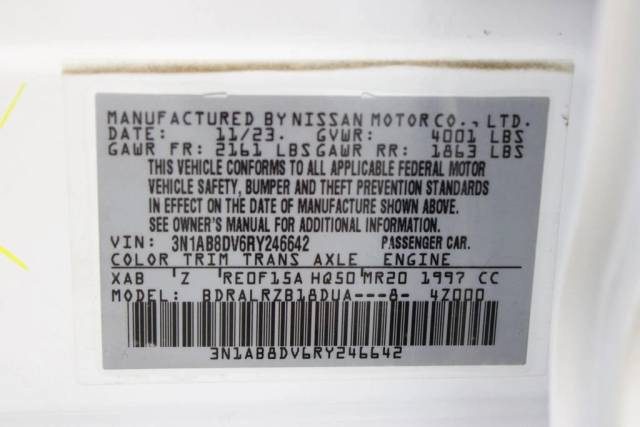 MANUFACTURED BY NISSAN MOTOR CO., LTD.
DATE: 11/23. GVWR: 4001 LBS
GAWR FR: 2161 LBS GAWR RR: 1863 LBS
THIS VEHICLE CONFORMS TO ALL APPLICABLE FEDERAL MOTOR
VEHICLE SAFETY, BUMPER AND THEFT PREVENTION STANDARDS
IN EFFECT ON THE DATE OF MANUFACTURE SHOWN ABOVE.
SEE OWNER'S MANUAL FOR ADDITIONAL INFORMATION.
VIN: 3N1AB8DV6RY246642 PASSENGER CAR.
COLOR TRIM TRANS AXLE ENGINE
XAB Z RE0F15A HQ50 MR20 1997 CC
MODEL: BDRALRZB18DUA---8- 4Z000
3N1AB8DV6RY246642